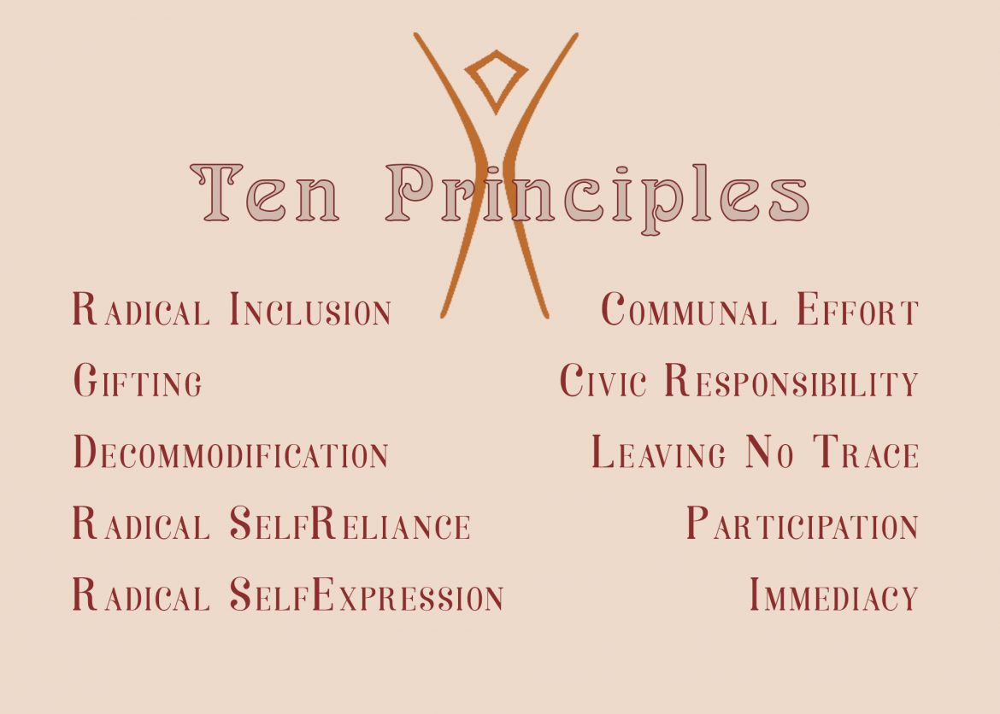 Ten Principles
Radical Inclusion
Gifting
Decommodification
Radical SelfReliance
Radical SelfExpression
Communal Effort
Civic Responsibility
Leaving No Trace
Participation
Immediacy